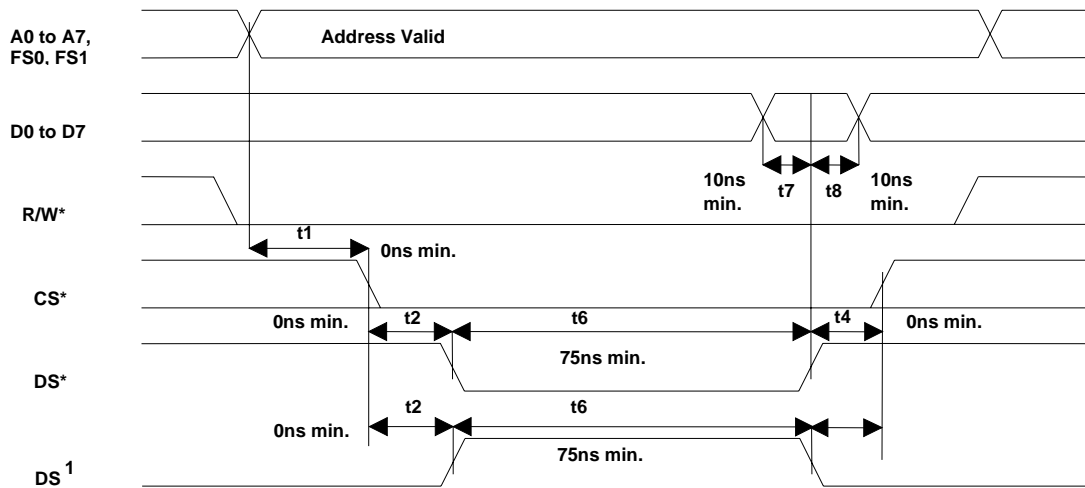 A0 to A7,
FS0, FS1
Address Valid
D0 to D7
10ns
min.
t7
t8
10ns
min.
R/W*
t1
0ns min.
CS*
0ns min.
t2
t6
t4
0ns min.
75ns min.
DS*
t2
t6
0ns min.
75ns min.
DS 1